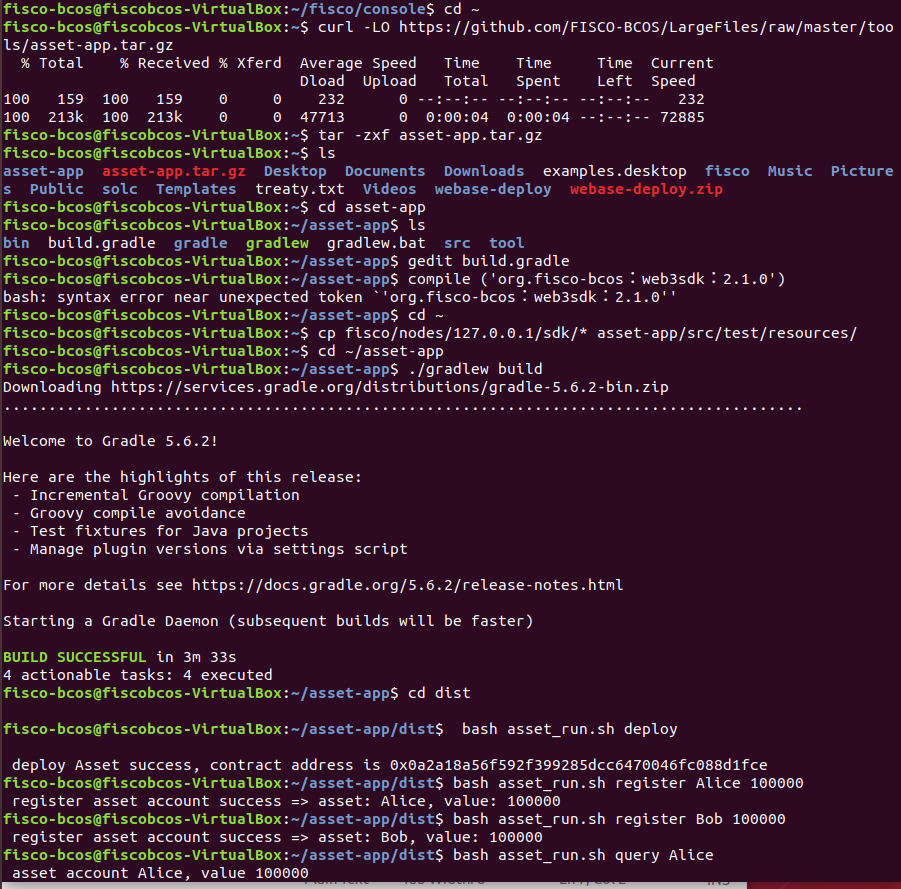 fisco-bcos@fiscobcos-VirtualBox:~/fisco/console$ cd ~
fisco-bcos@fiscobcos-VirtualBox:~$ curl -LO https://github.com/FISCO-BCOS/LargeFiles/raw/master/too
ls/asset-app.tar.gz
  % Total    % Received % Xferd  Average Speed   Time    Time     Time  Current
                                 Dload  Upload   Total   Spent    Left  Speed
100   159  100   159    0     0    232      0 --:--:-- --:--:-- --:--:--   232
100  213k  100  213k    0     0  47713      0  0:00:04  0:00:04 --:--:-- 72885
fisco-bcos@fiscobcos-VirtualBox:~$ tar -zxf asset-app.tar.gz
fisco-bcos@fiscobcos-VirtualBox:~$ ls
asset-app  asset-app.tar.gz  Desktop  Documents  Downloads  examples.desktop  fisco  Music  Picture
s  Public  solc  Templates  treaty.txt  Videos  webase-deploy  webase-deploy.zip
fisco-bcos@fiscobcos-VirtualBox:~$ cd asset-app
fisco-bcos@fiscobcos-VirtualBox:~/asset-app$ ls
bin  build.gradle  gradle  gradlew  gradlew.bat  src  tool
fisco-bcos@fiscobcos-VirtualBox:~/asset-app$ gedit build.gradle
fisco-bcos@fiscobcos-VirtualBox:~/asset-app$ compile ('org.fisco-bcos：web3sdk：2.1.0')
bash: syntax error near unexpected token `'org.fisco-bcos：web3sdk：2.1.0''
fisco-bcos@fiscobcos-VirtualBox:~/asset-app$ cd ~
fisco-bcos@fiscobcos-VirtualBox:~$ cp fisco/nodes/127.0.0.1/sdk/* asset-app/src/test/resources/
fisco-bcos@fiscobcos-VirtualBox:~$ cd ~/asset-app
fisco-bcos@fiscobcos-VirtualBox:~/asset-app$ ./gradlew build
Downloading https://services.gradle.org/distributions/gradle-5.6.2-bin.zip
.........................................................................................

Welcome to Gradle 5.6.2!

Here are the highlights of this release:
 - Incremental Groovy compilation
 - Groovy compile avoidance
 - Test fixtures for Java projects
 - Manage plugin versions via settings script

For more details see https://docs.gradle.org/5.6.2/release-notes.html

Starting a Gradle Daemon (subsequent builds will be faster)

BUILD SUCCESSFUL in 3m 33s
4 actionable tasks: 4 executed
fisco-bcos@fiscobcos-VirtualBox:~/asset-app$ cd dist

fisco-bcos@fiscobcos-VirtualBox:~/asset-app/dist$  bash asset_run.sh deploy

 deploy Asset success, contract address is 0x0a2a18a56f592f399285dcc6470046fc088d1fce
fisco-bcos@fiscobcos-VirtualBox:~/asset-app/dist$ bash asset_run.sh register Alice 100000
 register asset account success => asset: Alice, value: 100000
fisco-bcos@fiscobcos-VirtualBox:~/asset-app/dist$ bash asset_run.sh register Bob 100000
 register asset account success => asset: Bob, value: 100000
fisco-bcos@fiscobcos-VirtualBox:~/asset-app/dist$ bash asset_run.sh query Alice
 asset account Alice, value 100000